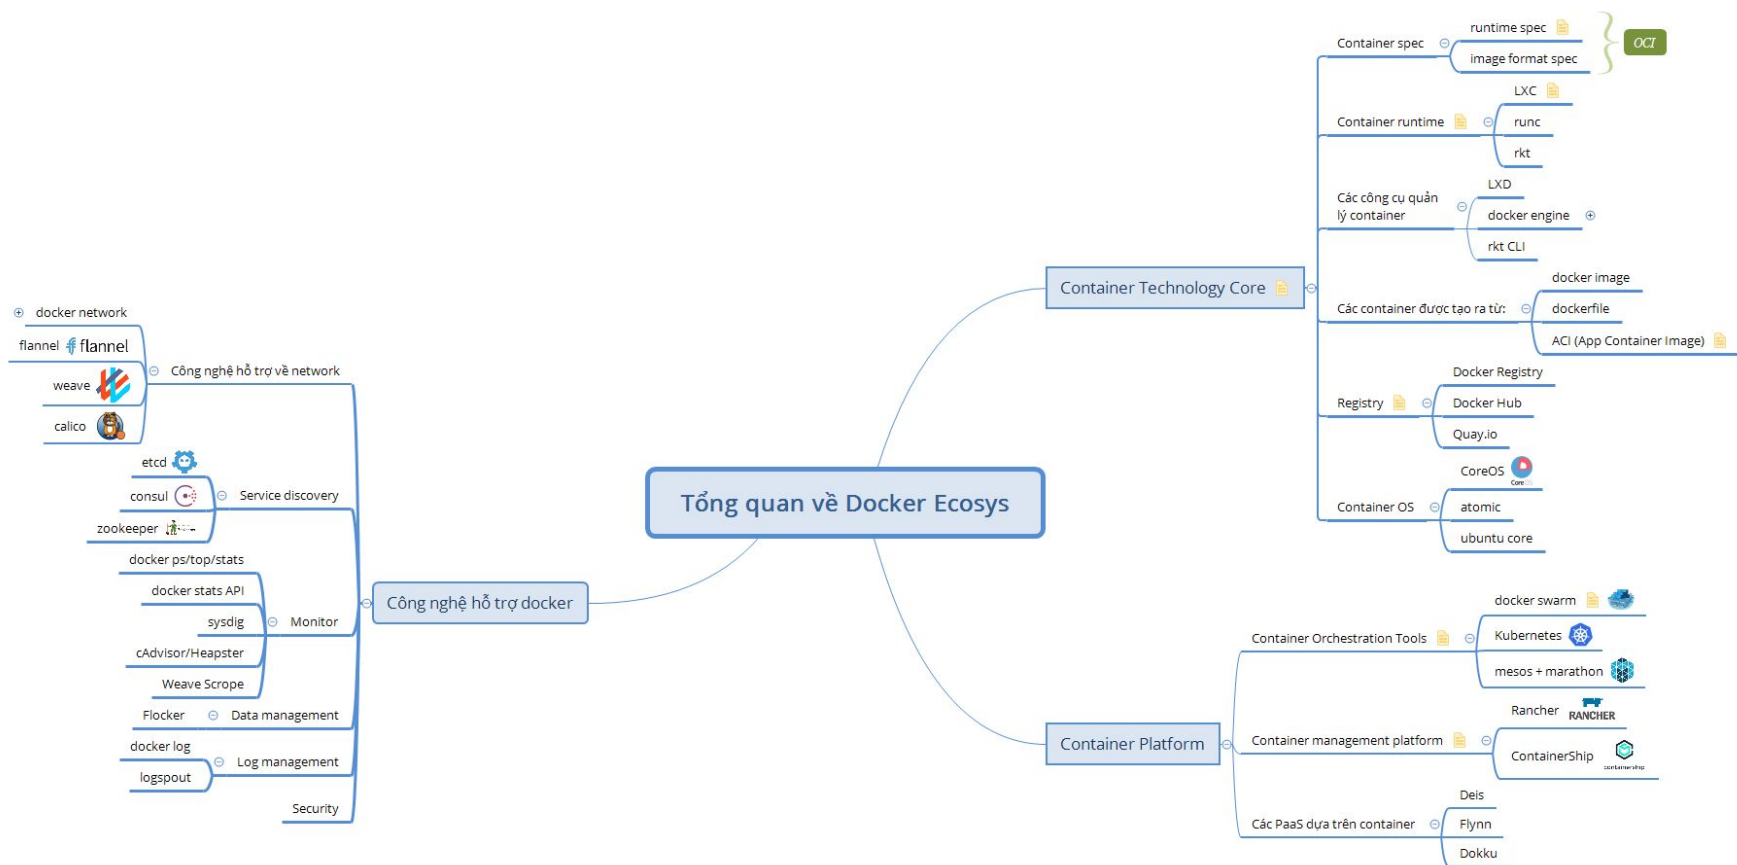 Tổng quan về Docker Ecosys
Container Technology Core
Container spec
runtime spec
image format spec
OCI
Container runtime
LXC
runc
rkt
Các công cụ quản
lý container
LXD
docker engine
rkt CLI
Các container được tạo ra từ:
docker image
dockerfile
ACI (App Container Image)
Registry
Docker Registry
Docker Hub
Quay.io
Container OS
CoreOS
Core OS
atomic
ubuntu core
Container Platform
Container Orchestration Tools
docker swarm
Kubernetes
mesos + marathon
Container management platform
Rancher
RANCHER
ContainerShip
containership
Các PaaS dựa trên container
Deis
Flynn
Dokku
Công nghệ hỗ trợ docker
Công nghệ hỗ trợ về network
docker network
flannel flannel
weave
calico
Service discovery
etcd
consul
zookeeper
Monitor
docker ps/top/stats
docker stats API
sysdig
cAdvisor/Heapster
Weave Scrope
Data management
Flocker
Log management
docker log
logspout
Security